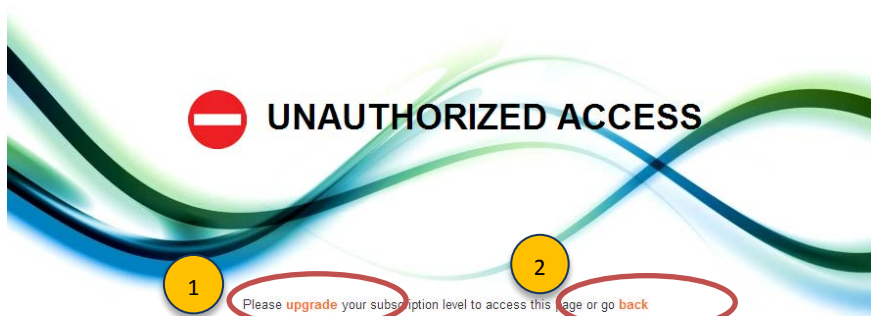 UNAUTHORIZED ACCESS
1
2
Please upgrade your subscription level to access this page or go back